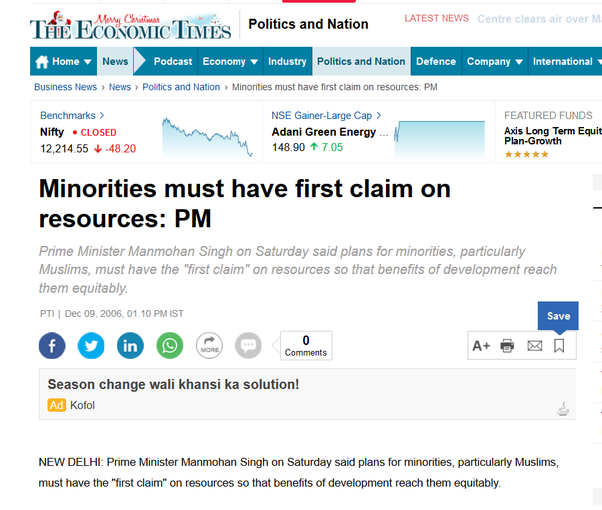 Merry Christmas
THE ECONOMIC TIMES
Politics and Nation
LATEST NEWS Centre clears air over M
Home News Podcast Economy Industry Politics and Nation Defence Company International
Business News › News › Politics and Nation › Minorities must have first claim on resources: PM
Benchmarks >
Nifty • CLOSED
12,214.55 -48.20
NSE Gainer-Large Cap >
Adani Green Energy ...
148.90 7.05
FEATURED FUNDS
Axis Long Term Equit
Plan-Growth
★★★★★
Minorities must have first claim on
resources: PM
Prime Minister Manmohan Singh on Saturday said plans for minorities, particularly
Muslims, must have the "first claim" on resources so that benefits of development reach
them equitably.
PTI | Dec 09, 2006, 01.10 PM IST
Save
MORE
0
Comments
A+
Season change wali khansi ka solution!
Ad Kofol
NEW DELHI: Prime Minister Manmohan Singh on Saturday said plans for minorities, particularly Muslims,
must have the "first claim" on resources so that benefits of development reach them equitably.